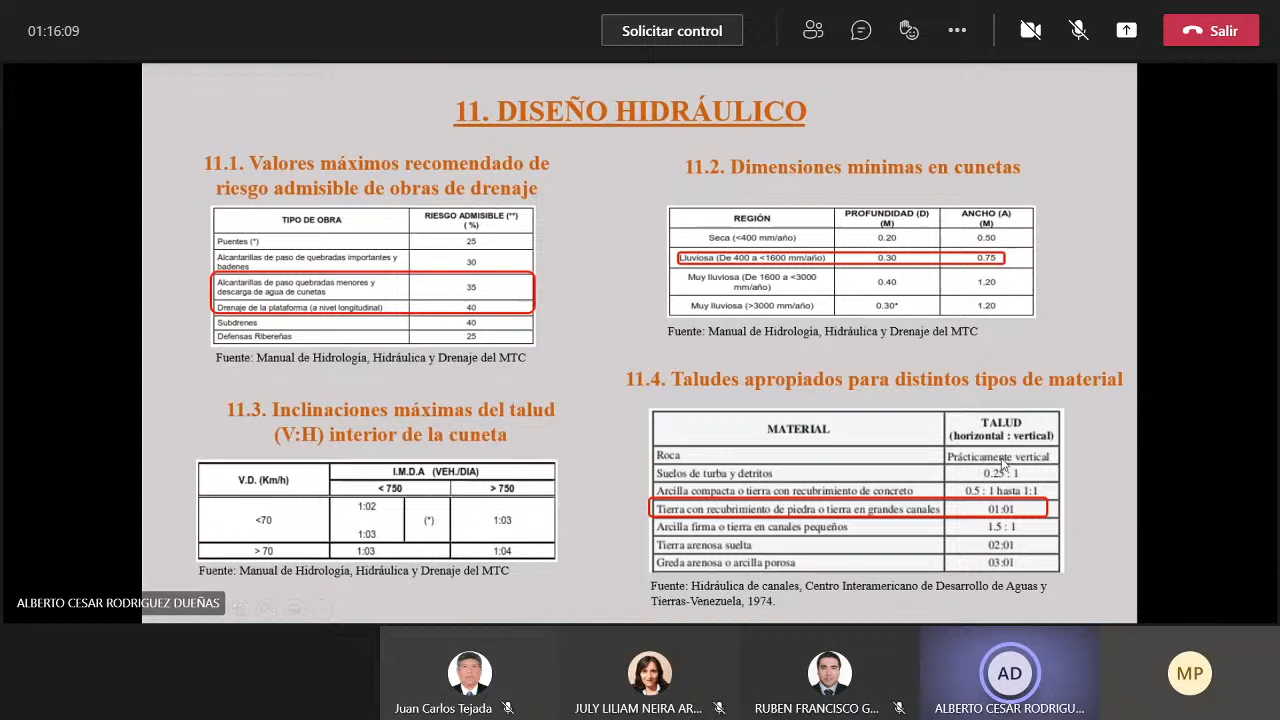 01:16:09
Solicitar control
Salir
11. DISEÑO HIDRÁULICO
11.1. Valores máximos recomendado de
riesgo admisible de obras de drenaje
TIPO DE OBRA RIESGO ADMISIBLE (**)
( %)
Puentes (*) 25
Alcantarillas de paso de quebradas importantes y
badenes 30
Alcantarillas de paso quebradas menores y
descarga de agua de cunetas 35
Drenaje de la plataforma (a nivel longitudinal) 40
Subdrenes 40
Defensas Ribereñas 25
Fuente: Manual de Hidrología, Hidráulica y Drenaje del MTC
11.2. Dimensiones mínimas en cunetas
REGIÓN PROFUNDIDAD (D) ANCHO (A)
(M) (M)
Seca (<400 mm/año) 0.20 0.50
Lluviosa (De 400 a <1600 mm/año) 0.30 0.75
Muy lluviosa (De 1600 a <3000
mm/año) 0.40 1.20
Muy lluviosa (>3000 mm/año) 0.30* 1.20
Fuente: Manual de Hidrología, Hidráulica y Drenaje del MTC
11.3. Inclinaciones máximas del talud
(V:H) interior de la cuneta
V.D. (Km/h) I.M.D.A (VEH./DIA)
< 750 > 750
<70 1:02 (*) 1:03
1:03
> 70 1:03 1:04
Fuente: Manual de Hidrología, Hidráulica y Drenaje del MTC
11.4. Taludes apropiados para distintos tipos de material
MATERIAL TALUD
(horizontal : vertical)
Roca Prácticamente vertical
Suelos de turba y detritos 0.25 : 1
Arcilla compacta o tierra con recubrimiento de concreto 0.5 : 1 hasta 1:1
Tierra con recubrimiento de piedra o tierra en grandes canales 01:01
Arcilla firma o tierra en canales pequeños 1.5 : 1
Tierra arenosa suelta 02:01
Greda arenosa o arcilla porosa 03:01
Fuente: Hidráulica de canales, Centro Interamericano de Desarrollo de Aguas y
Tierras-Venezuela, 1974.
ALBERTO CESAR RODRIGUEZ DUEÑAS
AD
MP
Juan Carlos Tejada
JULY LILIAM NEIRA AR...
RUBEN FRANCISCO G...
ALBERTO CESAR RODRIGU...